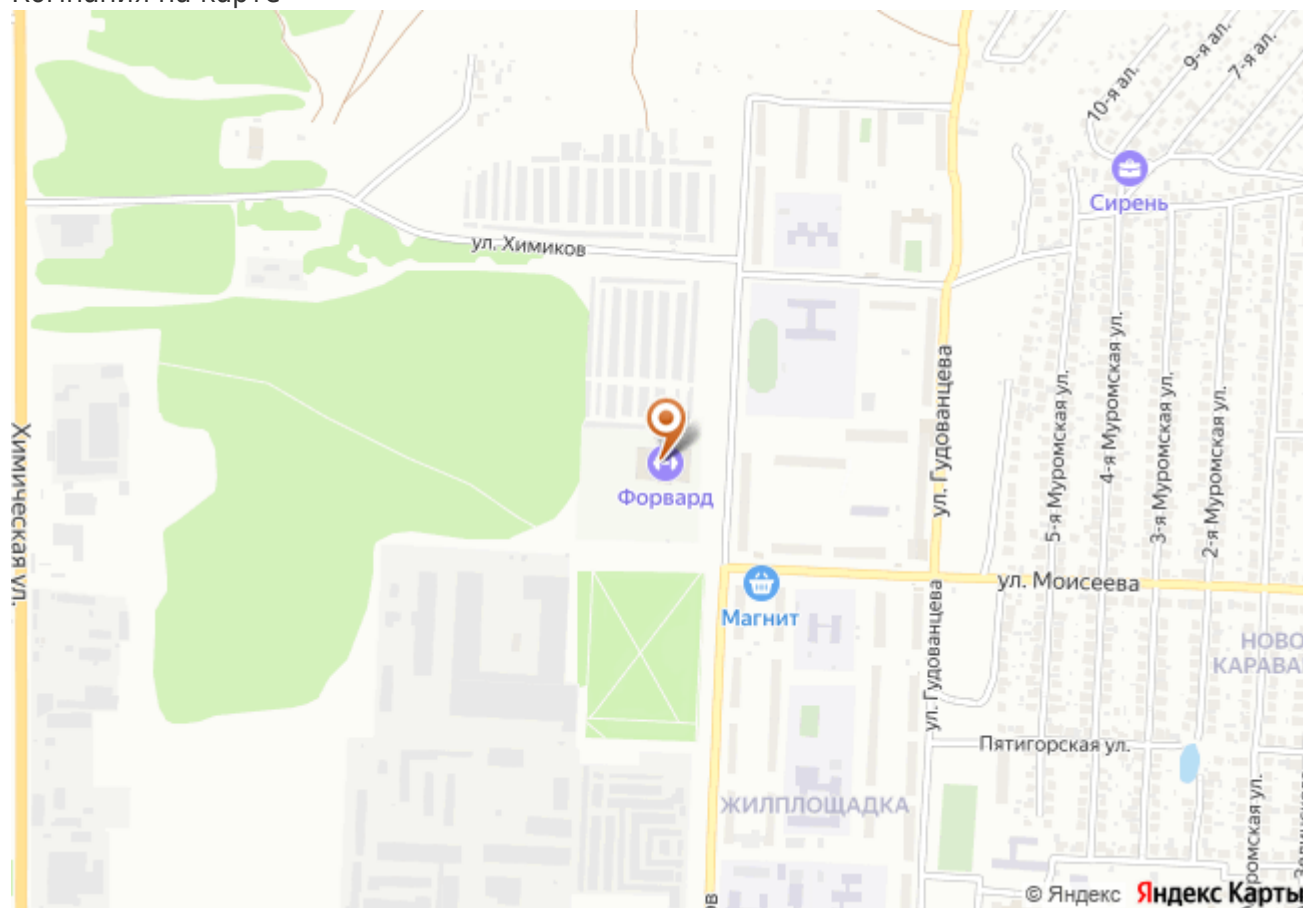 9-я ал.
7-я ал.
10-я ал.
Сирень
ул. Химиков
ул. Гудованцева
5-я Муромская ул.
4-я Муромская ул.
3-я Муромская ул.
2-я Муромская ул.
Химическая ул.
Форвард
ул. Моисеева
Магнит
ул. Гудованцева
НОВО
КАРАВА
Пятигорская ул.
ЖИЛПЛОЩАДКА
ромская ул.
© Яндекс Яндекс Карты